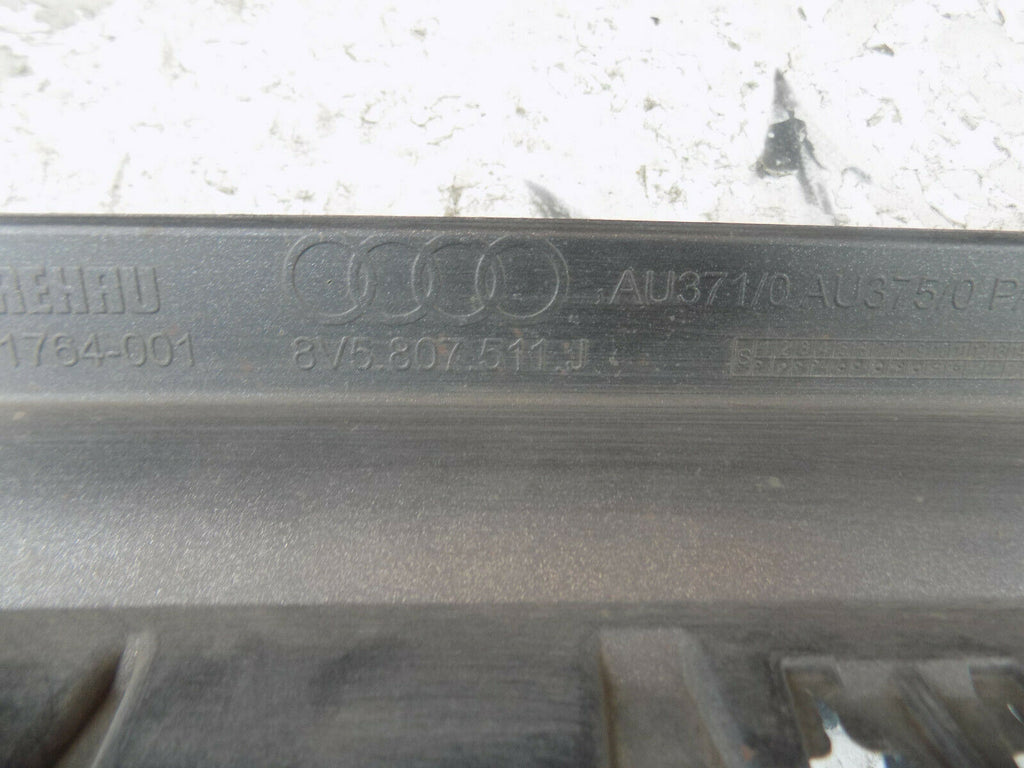 REHAU AU371/0 AU375/0 P
1764-001 8V5.807.511 J